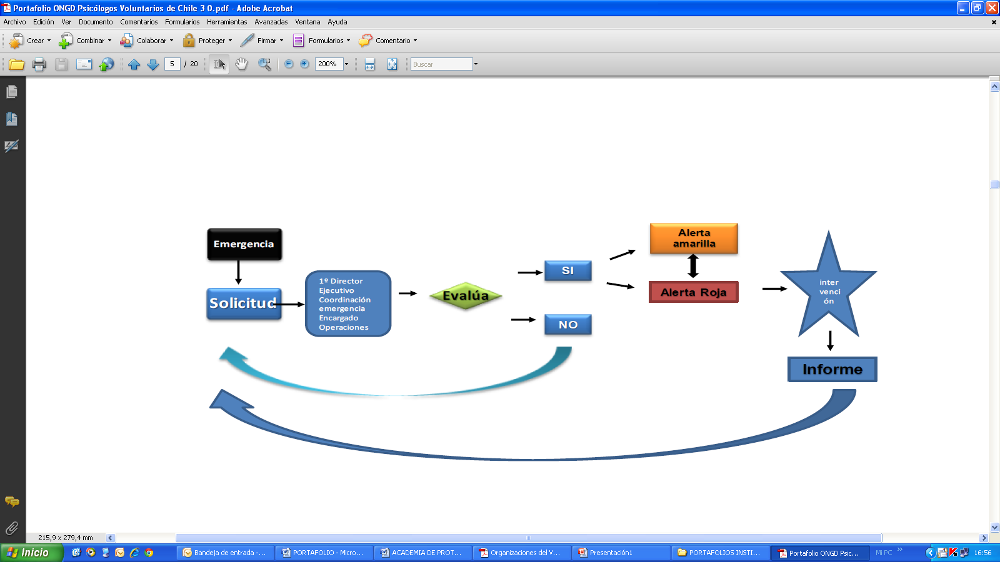 Portafolio ONGD Psicólogos Voluntarios de Chile 3 0.pdf - Adobe Acrobat
Archivo Edición Ver Documento Comentarios Formularios Herramientas Avanzadas Ventana Ayuda
Crear Combinar Colaborar Proteger Firmar Formularios Comentario
5 / 20 200% Buscar
Emergencia
Solicitud
1º Director
Ejecutivo
Coordinación
emergencia
Encargado
Operaciones
Evalúa
SI
NO
Alerta
amarilla
Alerta Roja
inter
venci
ón
Informe
215,9 x 279,4 mm
Inicio Bandeja de entrada -... PORTAFOLIO - Micro... ACADEMIA DE PROT... Organizaciones del V... Presentación1 PORTAFOLIOS INSTI... Portafolio ONGD Psic... Mi PC » 16:56